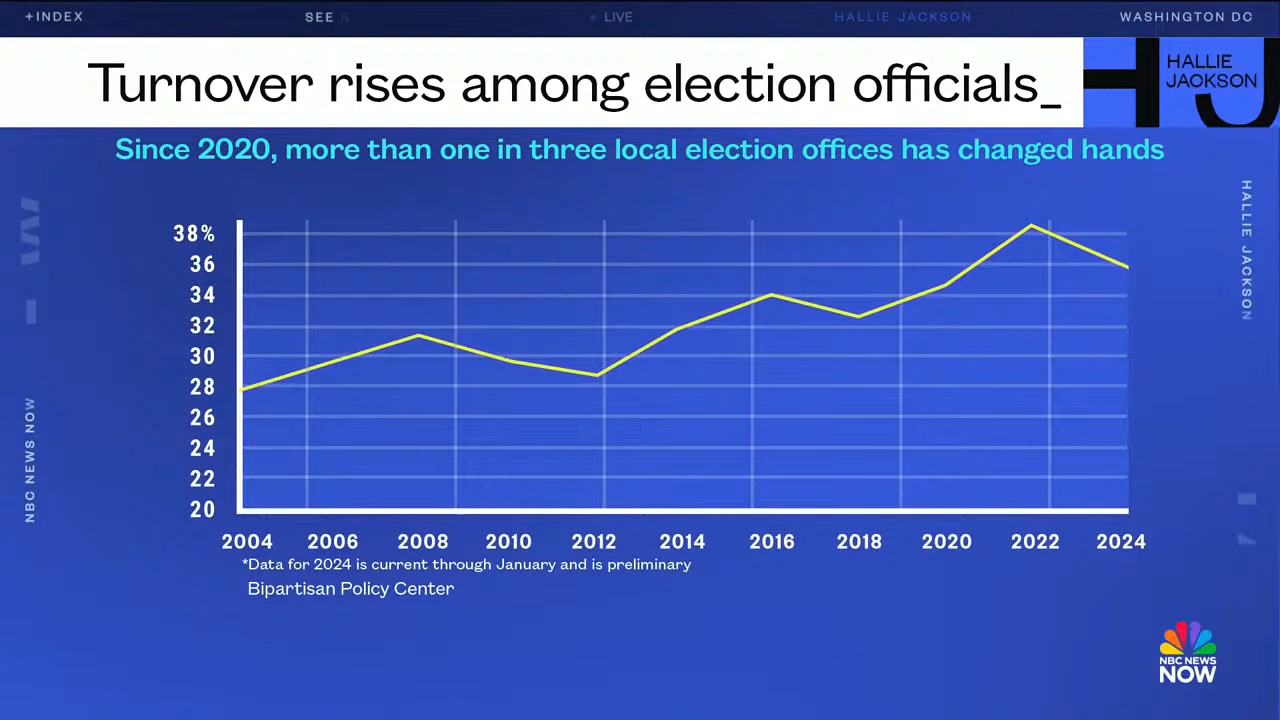 +INDEX
SEE
LIVE
HALLIE JACKSON
WASHINGTON DC
Turnover rises among election officials_
HALLIE
JACKSON
Since 2020, more than one in three local election offices has changed hands
38%
36
34
32
30
28
26
24
22
20
2004 2006 2008 2010 2012 2014 2016 2018 2020 2022 2024
*Data for 2024 is current through January and is preliminary
Bipartisan Policy Center
NBC NEWS NOW
HALLIE JACKSON
NBC NEWS
NOW